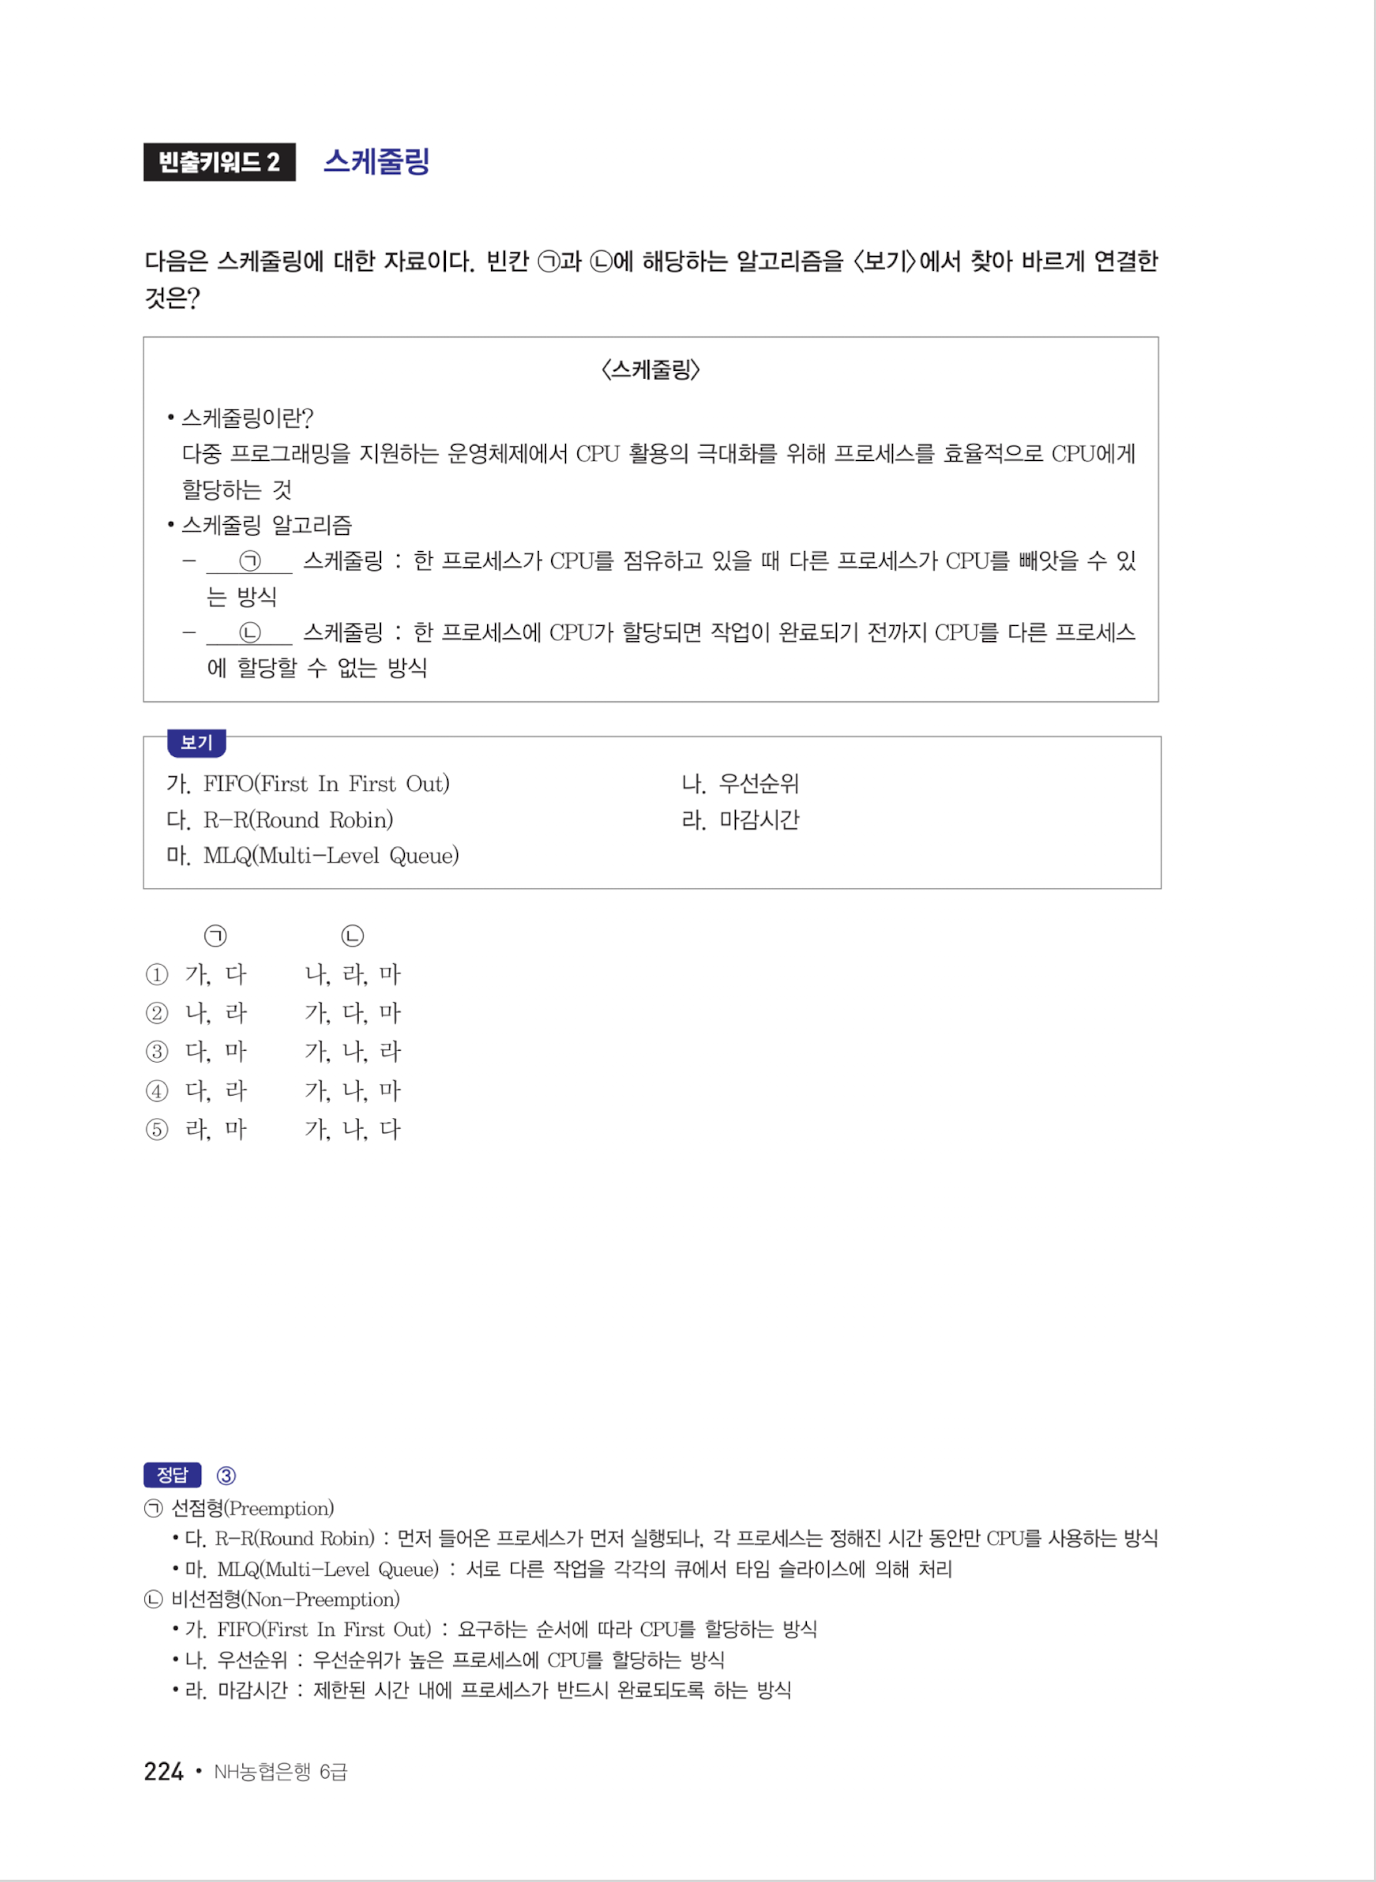 빈출키워드 2 스케줄링
다음은 스케줄링에 대한 자료이다. 빈칸 ㉠과 ㉡에 해당하는 알고리즘을 〈보기〉에서 찾아 바르게 연결한
것은?
〈스케줄링〉
• 스케줄링이란?
다중 프로그래밍을 지원하는 운영체제에서 CPU 활용의 극대화를 위해 프로세스를 효율적으로 CPU에게
할당하는 것
• 스케줄링 알고리즘
– ㉠ 스케줄링 : 한 프로세스가 CPU를 점유하고 있을 때 다른 프로세스가 CPU를 빼앗을 수 있
는 방식
– ㉡ 스케줄링 : 한 프로세스에 CPU가 할당되면 작업이 완료되기 전까지 CPU를 다른 프로세스
에 할당할 수 없는 방식
보기
가. FIFO(First In First Out) 나. 우선순위
다. R–R(Round Robin) 라. 마감시간
마. MLQ(Multi–Level Queue)
㉠ ㉡
① 가, 다 나, 라, 마
② 나, 라 가, 다, 마
③ 다, 마 가, 나, 라
④ 다, 라 가, 나, 마
⑤ 라, 마 가, 나, 다
정답 ③
㉠ 선점형(Preemption)
• 다. R–R(Round Robin) : 먼저 들어온 프로세스가 먼저 실행되나, 각 프로세스는 정해진 시간 동안만 CPU를 사용하는 방식
• 마. MLQ(Multi–Level Queue) : 서로 다른 작업을 각각의 큐에서 타임 슬라이스에 의해 처리
㉡ 비선점형(Non–Preemption)
• 가. FIFO(First In First Out) : 요구하는 순서에 따라 CPU를 할당하는 방식
• 나. 우선순위 : 우선순위가 높은 프로세스에 CPU를 할당하는 방식
• 라. 마감시간 : 제한된 시간 내에 프로세스가 반드시 완료되도록 하는 방식
224 • NH농협은행 6급